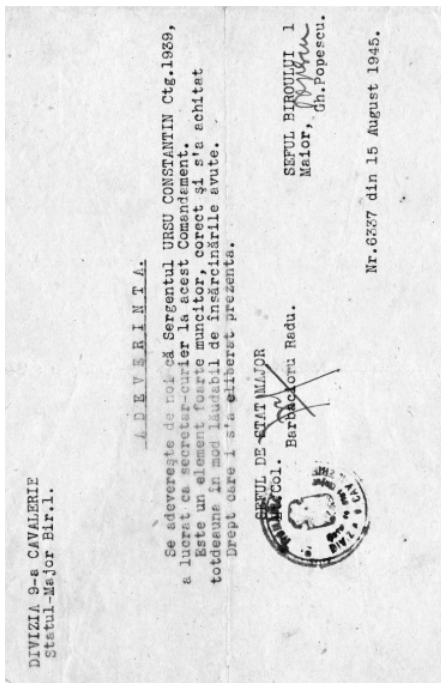 DIVIZIA 9-a CAVALERIE
Statul-Major Bir.1.
ADEVERINTA.
Se adevereşte de noi că Sergentul URSU CONSTANTIN Ctg.1939,
a lucrat ca secretar-curier la acest Comandament.
Este un element foarte muncitor, corect şi s'a achitat
totdeauna în mod laudabil de însărcinările avute.
Drept care i s'a eliberat prezenta.
SEFUL DE STAT MAJOR
Lt.Col.
Barbacioru Radu.
SEFUL BIROULUI 1
Maior,
Gh.Popescu.
Nr.6337 din 15 August 1945.